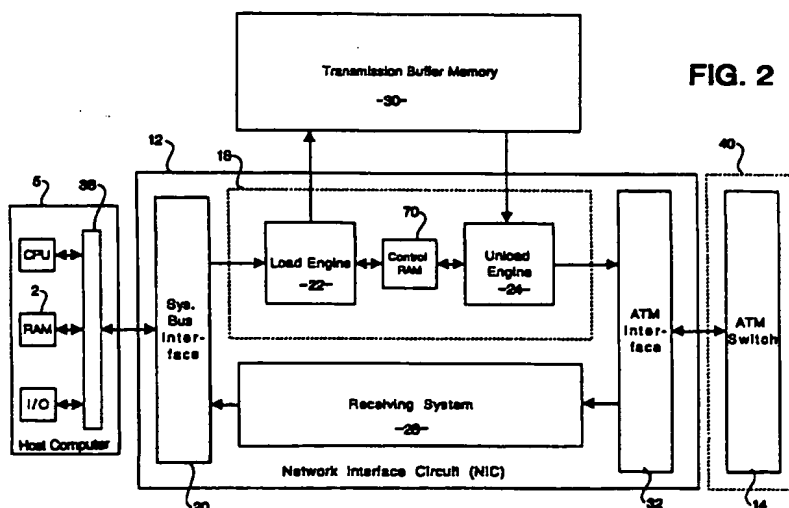 Transmission Buffer Memory
-30-
FIG. 2
12
18
40
5
38
70
CPU
2
RAM
I/O
Host Computer
Sys.
Bus
Inter-
face
Load Engine
-22-
Control
RAM
Unload
Engine
-24-
ATM
Inter-
face
ATM
Switch
Receiving System
-28-
Network Interface Circuit (NIC)
20
32
14